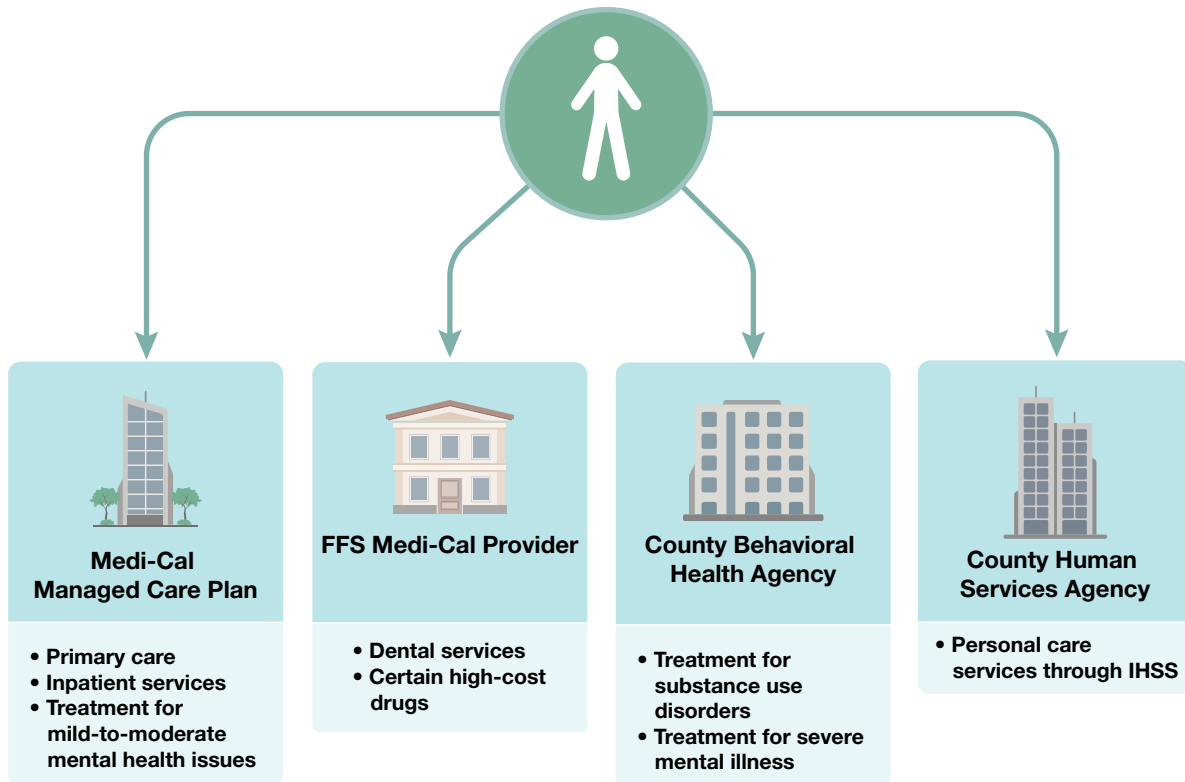 Medi-Cal
Managed Care Plan
• Primary care
• Inpatient services
• Treatment for
mild-to-moderate
mental health issues
FFS Medi-Cal Provider
• Dental services
• Certain high-cost
drugs
County Behavioral
Health Agency
• Treatment for
substance use
disorders
• Treatment for severe
mental illness
County Human
Services Agency
• Personal care
services through IHSS